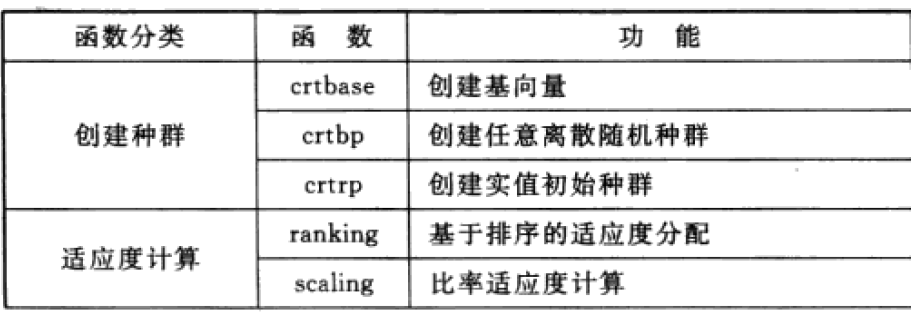 函数分类 函 数 功 能
创建种群 crtbase 创建基向量
crtbp 创建任意离散随机种群
crtrp 创建实值初始种群
适应度计算 ranking 基于排序的适应度分配
scaling 比率适应度计算